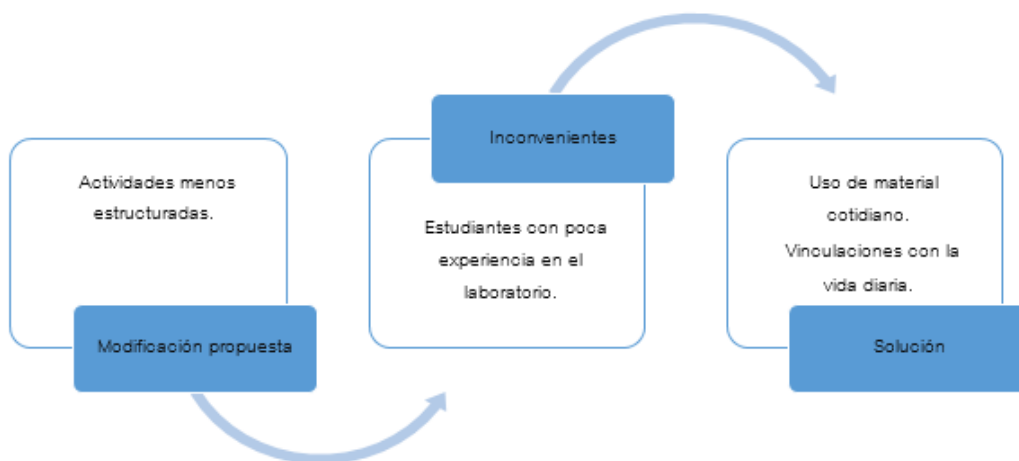 Actividades menos
estructuradas.
Modificación propuesta
Inconvenientes
Estudiantes con poca
experiencia en el
laboratorio.
Uso de material
cotidiano.
Vinculaciones con la
vida diaria.
Solución